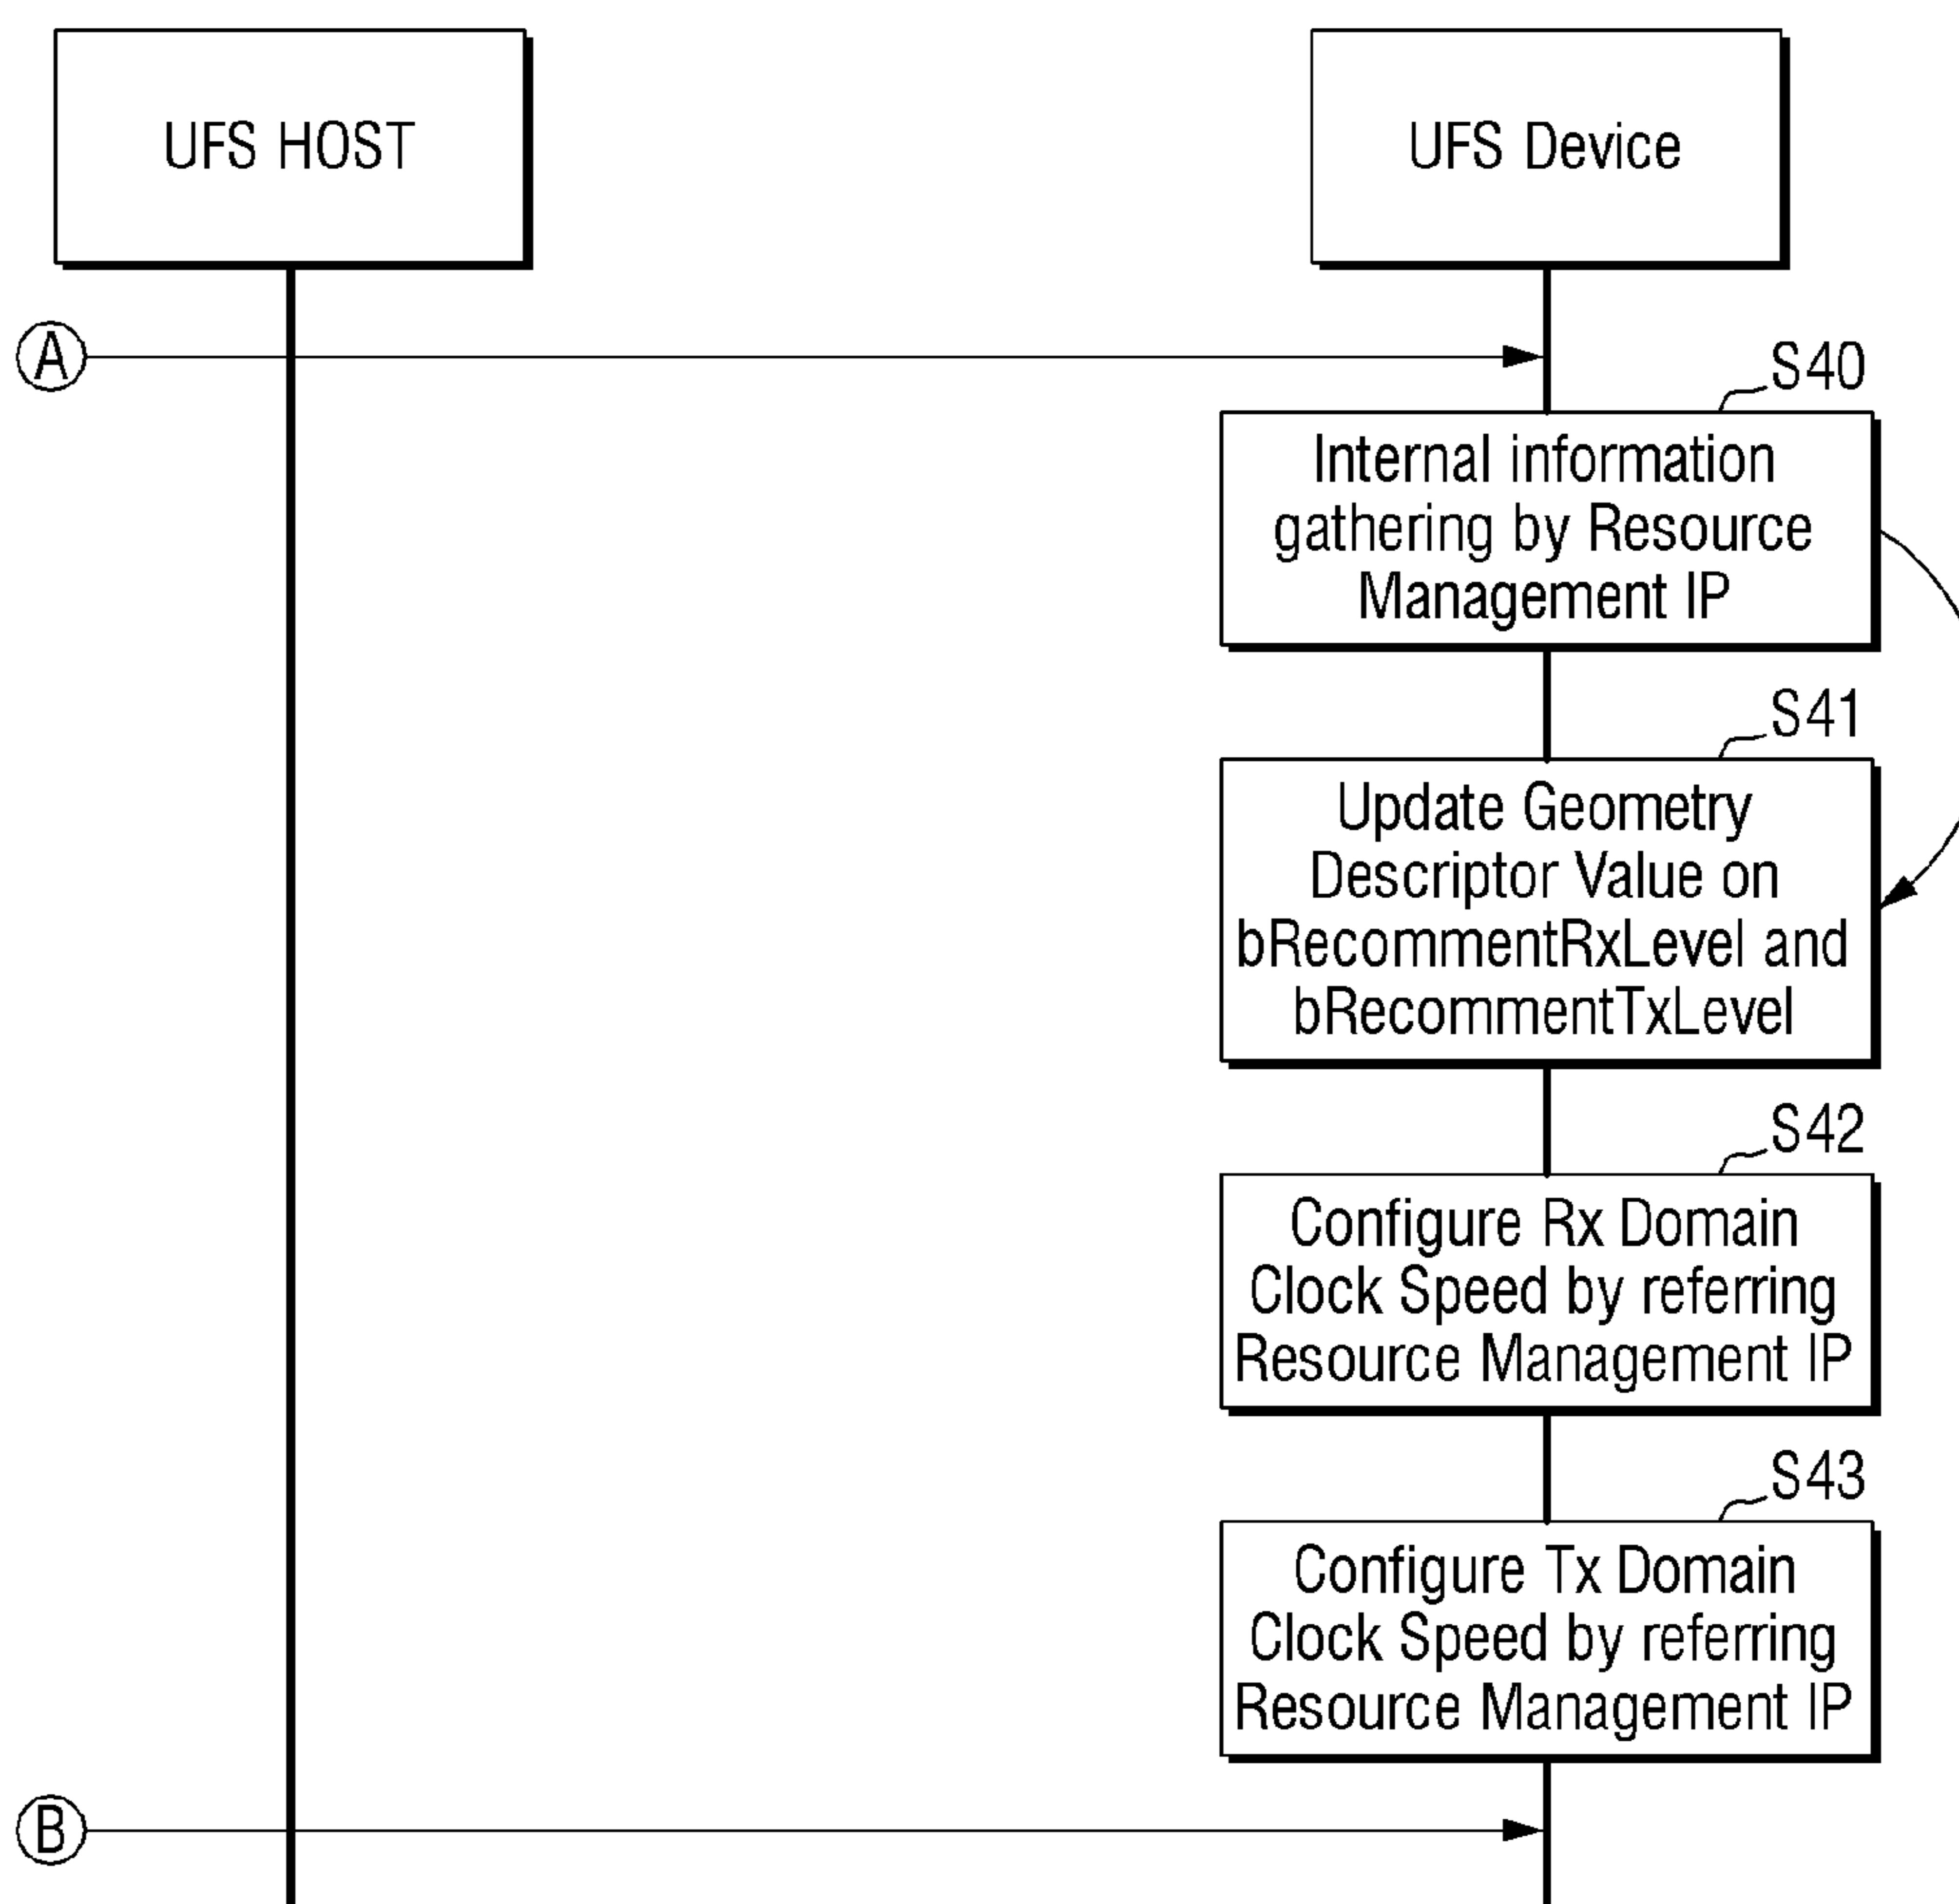 UFS HOST
UFS Device
A
S40
Internal information
gathering by Resource
Management IP
S41
Update Geometry
Descriptor Value on
bRecommentRxLevel and
bRecommentTxLevel
S42
Configure Rx Domain
Clock Speed by referring
Resource Management IP
S43
Configure Tx Domain
Clock Speed by referring
Resource Management IP
B